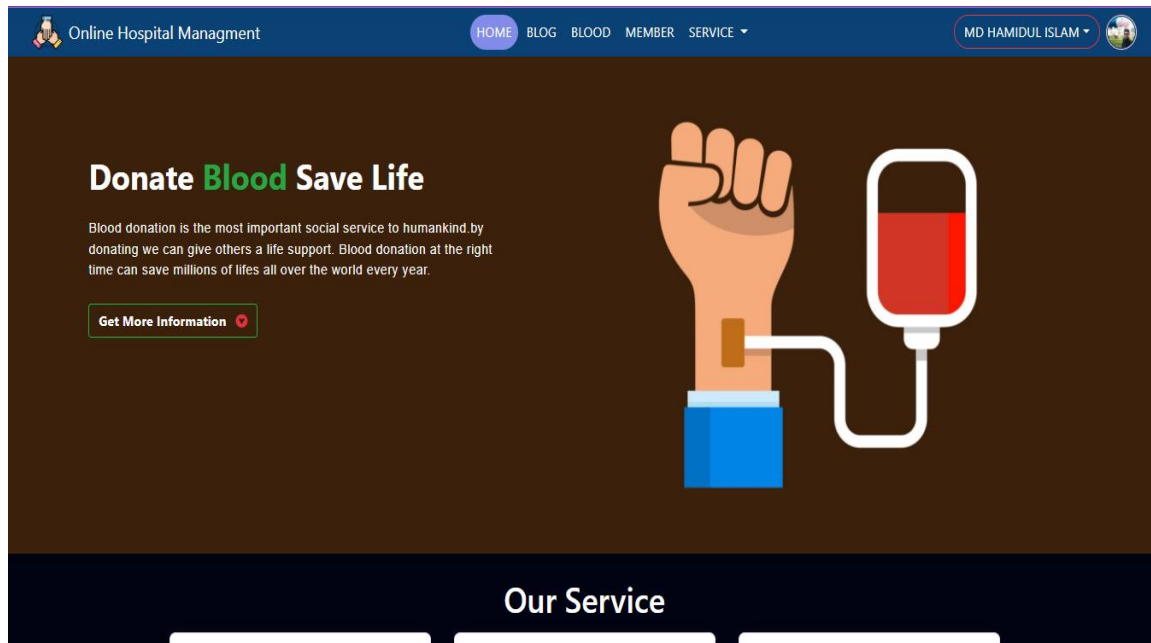 Online Hospital Managment
HOME BLOG BLOOD MEMBER SERVICE
MD HAMIDUL ISLAM
Donate Blood Save Life
Blood donation is the most important social service to humankind.by
donating we can give others a life support. Blood donation at the right
time can save millions of lifes all over the world every year.
Get More Information
Our Service